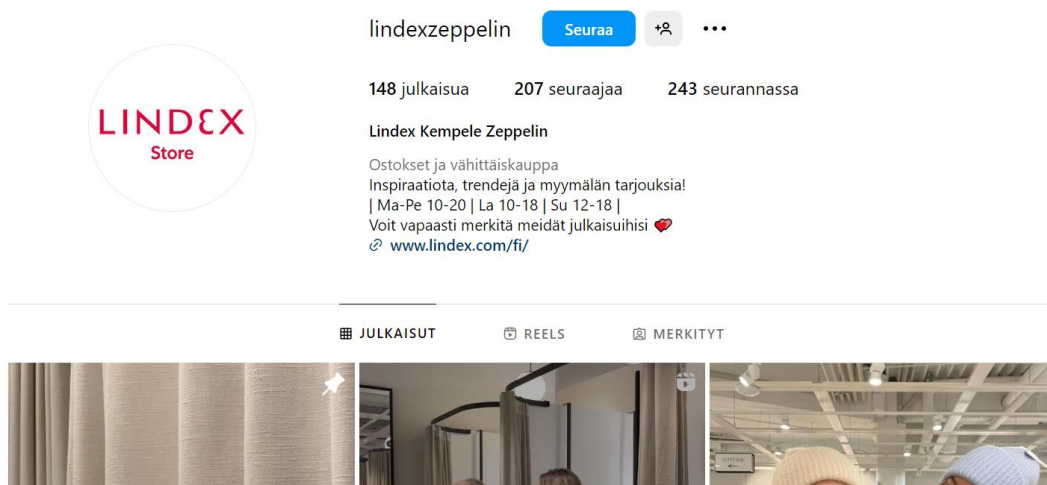 lindexzeppelin Seuraa
148 julkaisua 207 seuraajaa 243 seurannassa
LINDEX
Store
Lindex Kempele Zeppelin
Ostokset ja vähittäiskauppa
Inspiraatiota, trendejä ja myymälän tarjouksia!
| Ma-Pe 10-20 | La 10-18 | Su 12-18 |
Voit vapaasti merkitä meidät julkaisuihisi 💕
www.lindex.com/fi/
JULKAISUT REELS MERKITYT